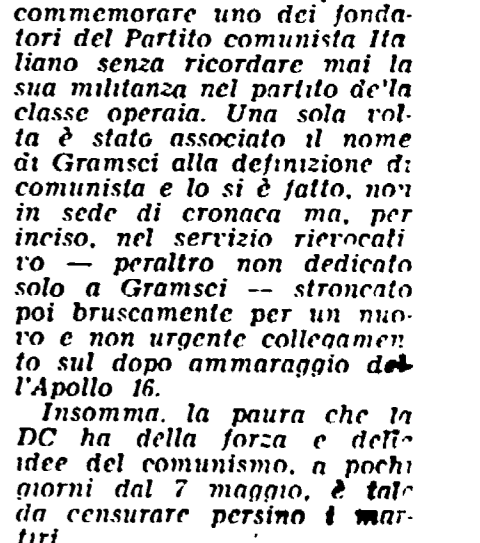 commemorare uno dei fonda-
tori del Partito comunista Ita
liano senza ricordare mai la
sua militanza nel partito de'la
classe operaia. Una sola vol-
ta è stato associato il nome
di Gramsci alla definizione di
comunista e lo si è fatto, non
in sede di cronaca ma, per
inciso, nel servizio rievocati
vo — peraltro non dedicato
solo a Gramsci -- stroncato
poi bruscamente per un nuo-
vo e non urgente collegamen
to sul dopo ammaraggio del
l'Apollo 16.
Insomma, la paura che la
DC ha della forza e delle
idee del comunismo, a pochi
giorni dal 7 maggio, è tale
da censurare persino i mar-
tiri